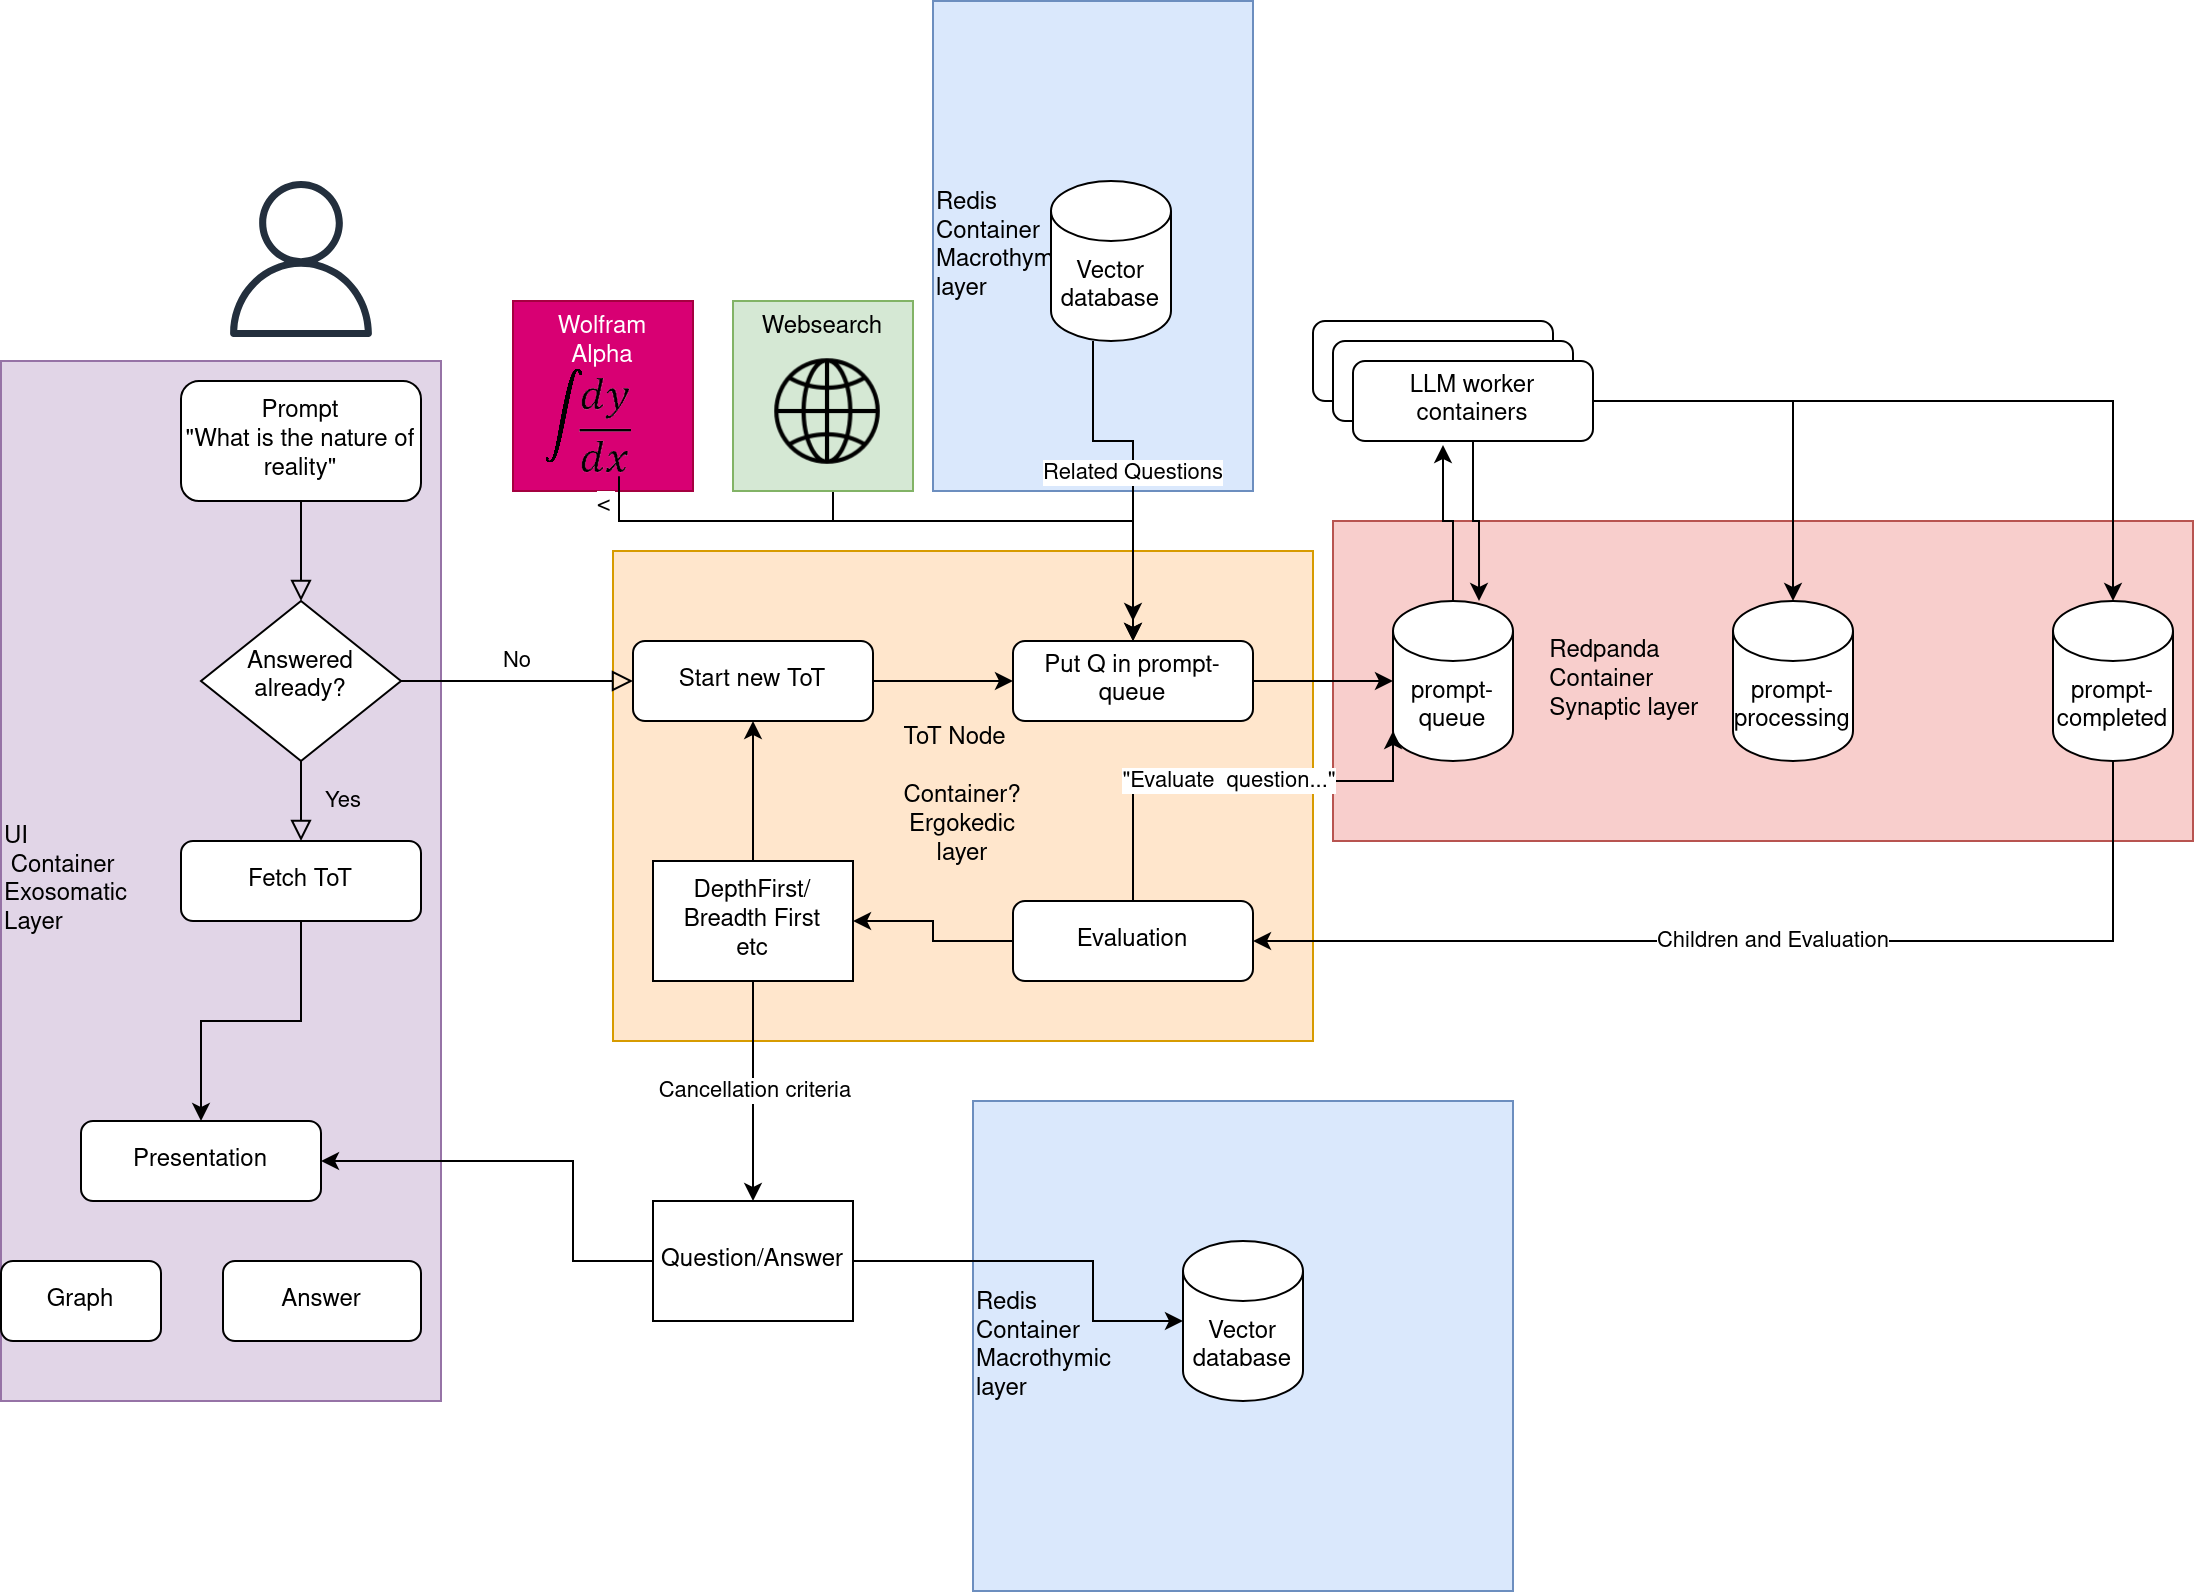 Redis
Container
Macrothym
layer
Vector
database
Wolfram
Alpha
∫dy
dx
<
Websearch
Related Questions
LLM worker
containers
Prompt
"What is the nature of
reality"
Answered
already?
No
Yes
UI
Container
Exosomatic
Layer
Fetch ToT
Presentation
Graph
Answer
Start new ToT
Put Q in prompt-
queue
ToT Node
Container?
Ergokedic
layer
"Evaluate  question..."
DepthFirst/
Breadth First
etc
Evaluation
prompt-
queue
Redpanda
Container
Synaptic layer
prompt-
processing
prompt-
completed
Children and Evaluation
Cancellation criteria
Question/Answer
Redis
Container
Macrothymic
layer
Vector
database